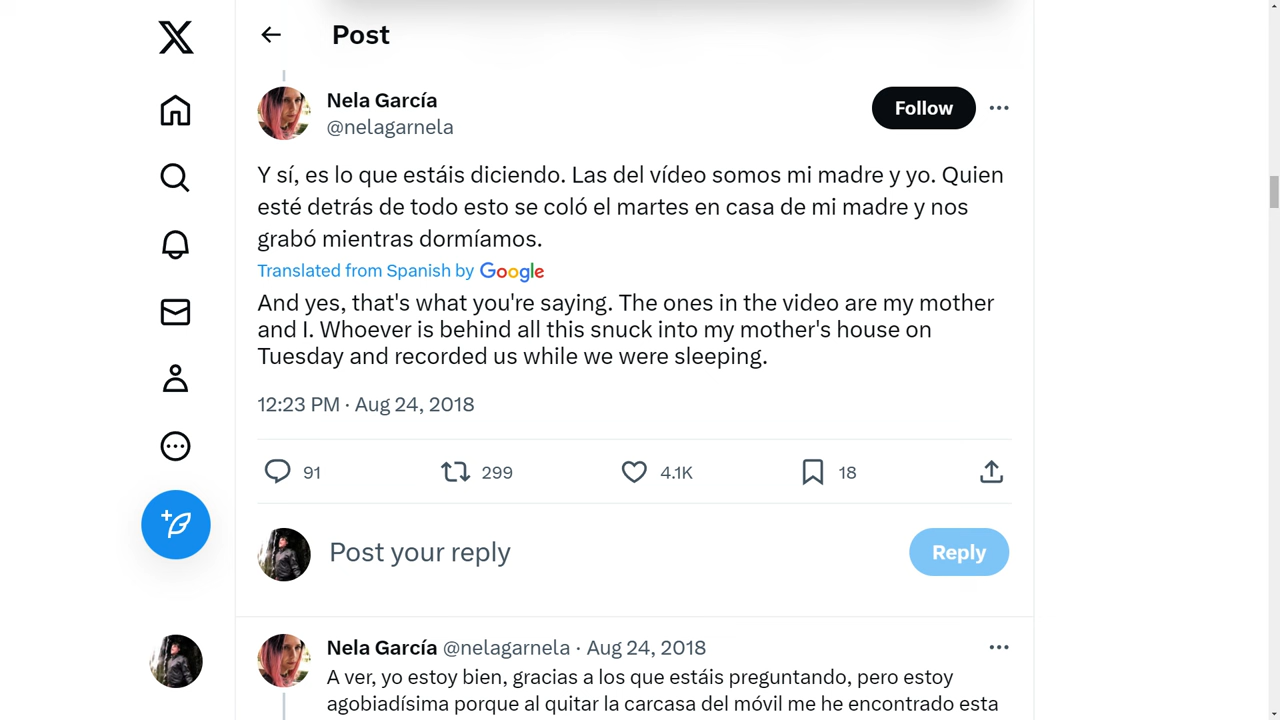 Post
Nela García
@nelagarnela
Follow
Y sí, es lo que estáis diciendo. Las del vídeo somos mi madre y yo. Quien
esté detrás de todo esto se coló el martes en casa de mi madre y nos
grabó mientras dormíamos.
Translated from Spanish by Google
And yes, that's what you're saying. The ones in the video are my mother
and I. Whoever is behind all this snuck into my mother's house on
Tuesday and recorded us while we were sleeping.
12:23 PM · Aug 24, 2018
91 299 4.1K 18
Post your reply
Reply
Nela García @nelagarnela · Aug 24, 2018
A ver, yo estoy bien, gracias a los que estáis preguntando, pero estoy
agobiadísima porque al quitar la carcasa del móvil me he encontrado esta